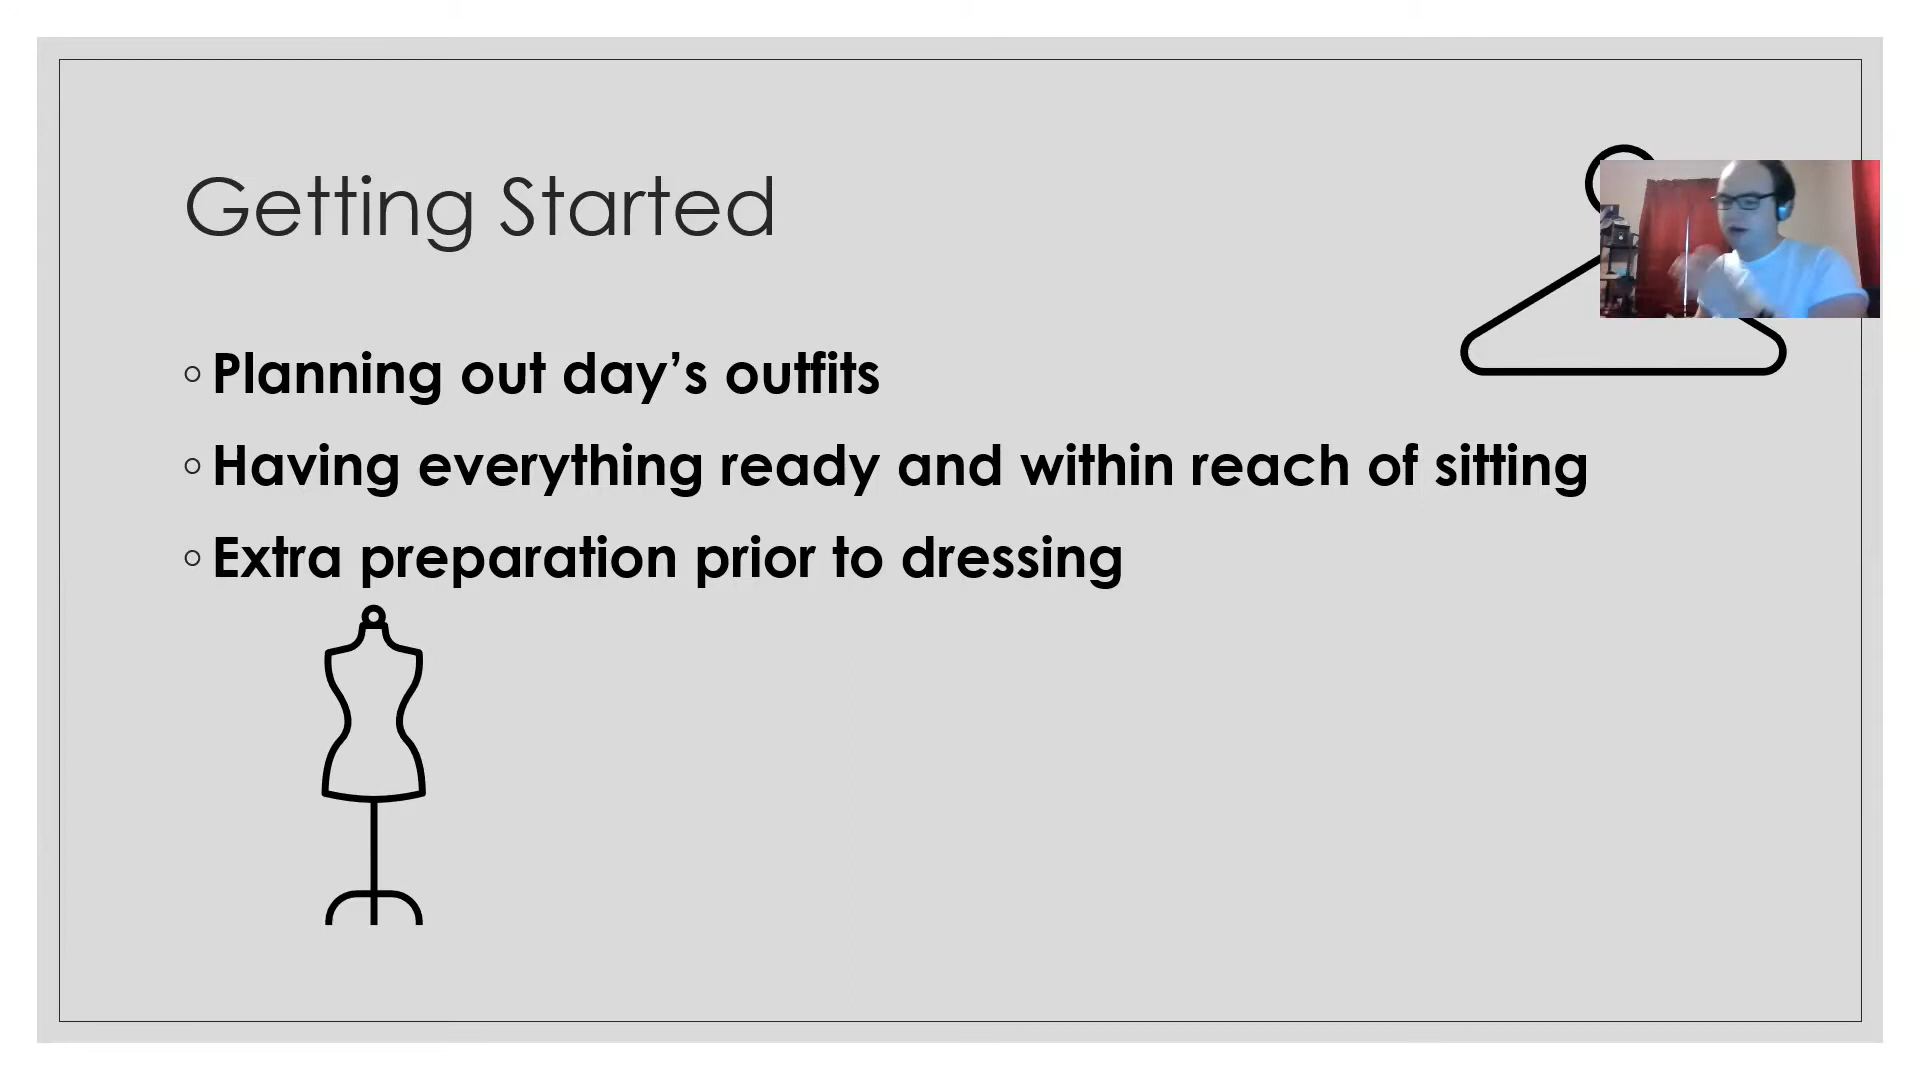 Getting Started
Planning out day’s outfits
Having everything ready and within reach of sitting
Extra preparation prior to dressing